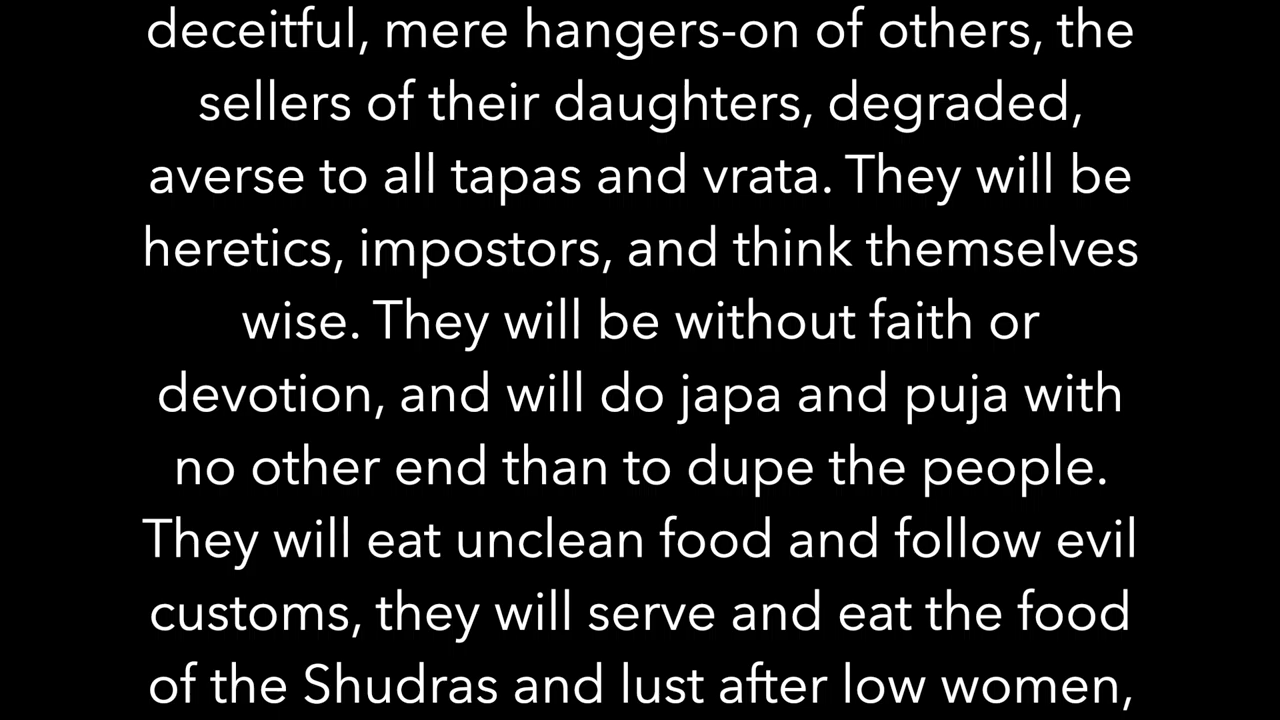 deceitful, mere hangers-on of others, the
sellers of their daughters, degraded,
averse to all tapas and vrata. They will be
heretics, impostors, and think themselves
wise. They will be without faith or
devotion, and will do japa and puja with
no other end than to dupe the people.
They will eat unclean food and follow evil
customs, they will serve and eat the food
of the Shudras and lust after low women,